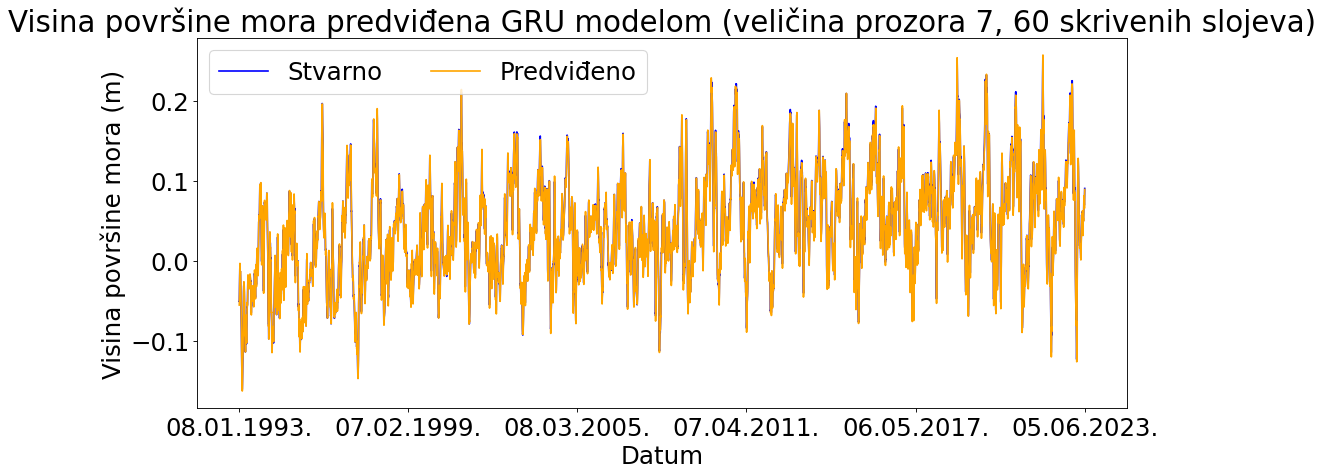 Visina površine mora predviđena GRU modelom (veličina prozora 7, 60 skrivenih slojeva)
Stvarno Predviđeno
Visina površine mora (m)
0.2
0.1
0.0
−0.1
08.01.1993. 07.02.1999. 08.03.2005. 07.04.2011. 06.05.2017. 05.06.2023.
Datum